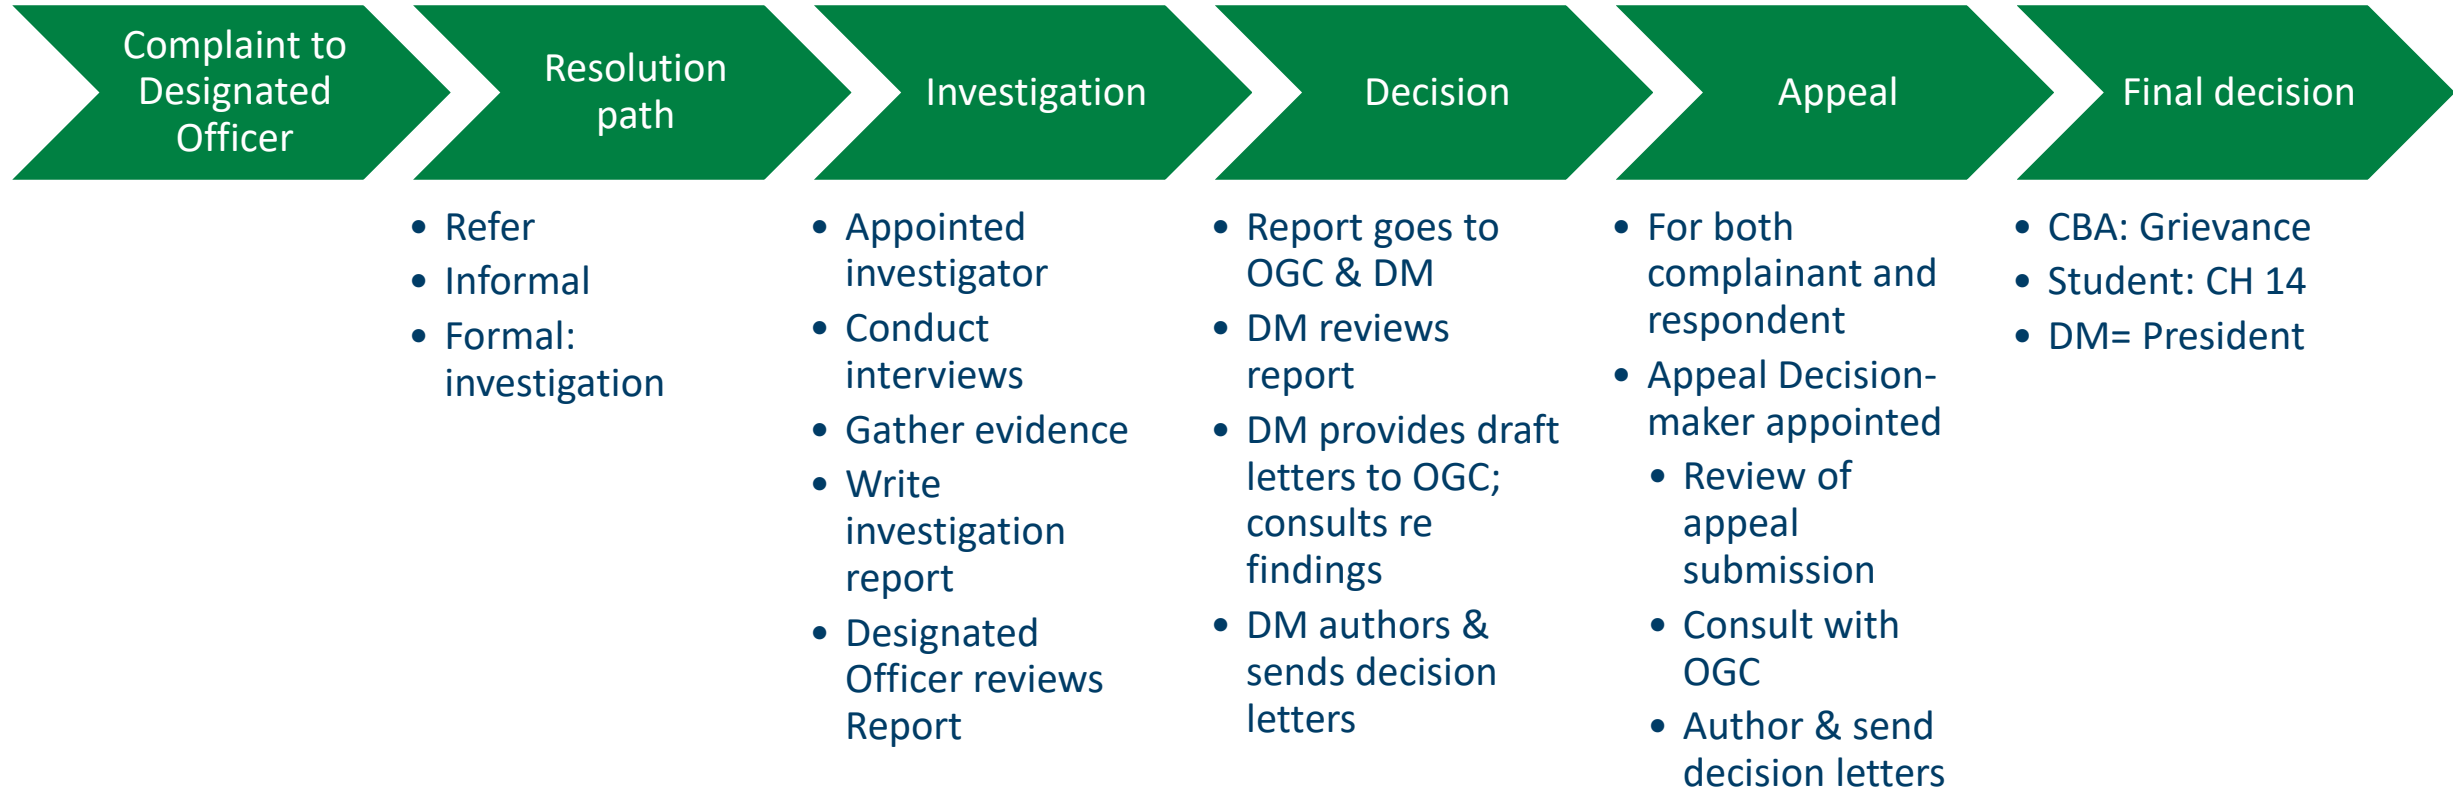 Complaint to
Designated
Officer
Resolution
path
Investigation
Decision
Appeal
Final decision
• Refer
• Informal
• Formal:
investigation
• Appointed
investigator
• Conduct
interviews
• Gather evidence
• Write
investigation
report
• Designated
Officer reviews
Report
• Report goes to
OGC & DM
• DM reviews
report
• DM provides draft
letters to OGC;
consults re
findings
• DM authors &
sends decision
letters
• For both
complainant and
respondent
• Appeal Decision-
maker appointed
• Review of
appeal
submission
• Consult with
OGC
• Author & send
decision letters
• CBA: Grievance
• Student: CH 14
• DM= President